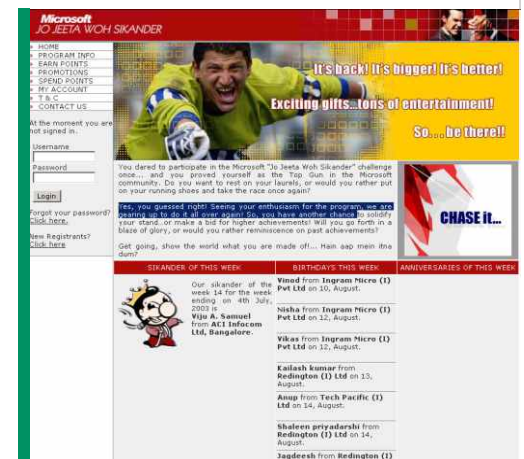 Microsoft
JO JEETA WOH SIKANDER
HOME
PROGRAM INFO
EARN POINTS
PROMOTIONS
SPEND POINTS
MY ACCOUNT
T & C
CONTACT US
At the moment you are
not signed in.
Username
Password
Login
Forgot your password?
Click here.
New Registrants?
Click here
It's back! It's bigger! It's better!
Exciting gifts...tons of entertainment!
So....be there!!
You dared to participate in the Microsoft "Jo Jeeta Woh Sikander" challenge
once... and you proved yourself as the Top Gun in the Microsoft
community. Do you want to rest on your laurels, or would you rather put
on your running shoes and take the race once again?
Yes, you guessed right! Seeing your enthusiasm for the program, we are
gearing up to do it all over again! So, you have another chance to solidify
your stand..or make a bid for higher achievements! Will you go forth in a
blaze of glory, or would you rather reminiscence on past achievements?
Get going, show the world what you are made of!... Hain aap mein itna
dum?
CHASE it...
SIKANDER OF THIS WEEK
Our sikander of the
week 14 for the week
ending on 4th July,
2003 is
Viju A. Samuel
from ACI Infocom
Ltd, Bangalore.
BIRTHDAYS THIS WEEK
Vinod from Ingram Micro (I)
Pvt Ltd on 10, August.
Nisha from Ingram Micro (I)
Pvt Ltd on 12, August.
Vikas from Ingram Micro (I)
Pvt Ltd on 12, August.
Kailash kumar from
Redington (I) Ltd on 13,
August.
Anup from Tech Pacific (I)
Ltd on 14, August.
Shaleen priyadarshi from
Redington (I) Ltd on 14,
August.
Jagdeesh from Redington (I)
ANNIVERSARIES OF THIS WEEK